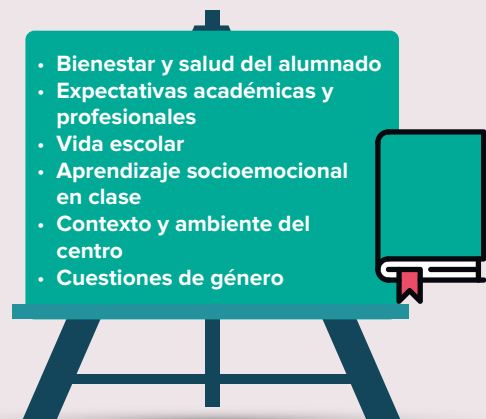 • Bienestar y salud del alumnado
• Expectativas académicas y
profesionales
• Vida escolar
• Aprendizaje socioemocional
en clase
• Contexto y ambiente del
centro
• Cuestiones de género